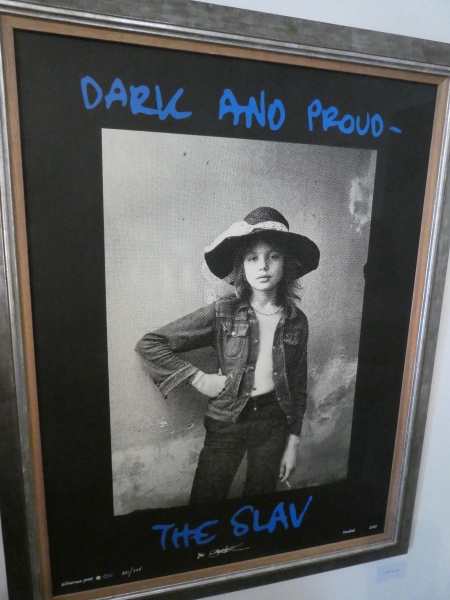 DARK AND PROUD-
THE SLAV